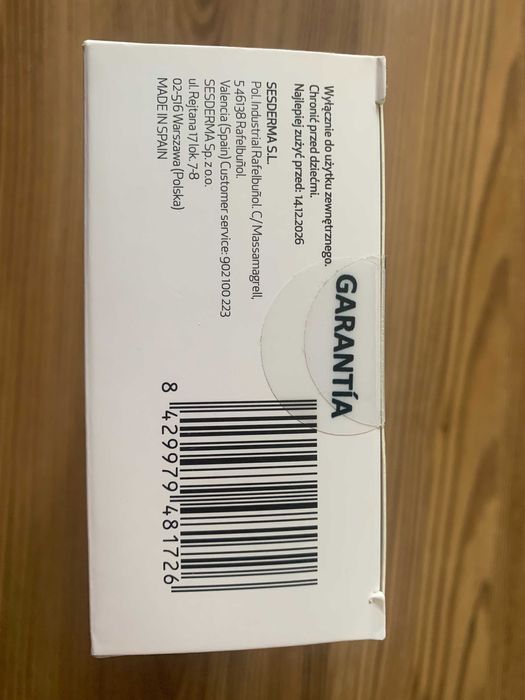 Wyłącznie do użytku zewnętrznego.
Chronić przed dziećmi.
Najlepiej zużyć przed: 14.12.2026
SESDERMA S.L.
Pol. Industrial Rafelbuñol. C/ Massamagrell,
5 46138 Rafelbuñol.
Valencia (Spain) Customer service: 902 100 223
SESDERMA Sp. z o.o.
ul. Rejtana 17 lok. 7-8
02-516 Warszawa (Polska)
MADE IN SPAIN
GARANTÍA
8 429979 481726